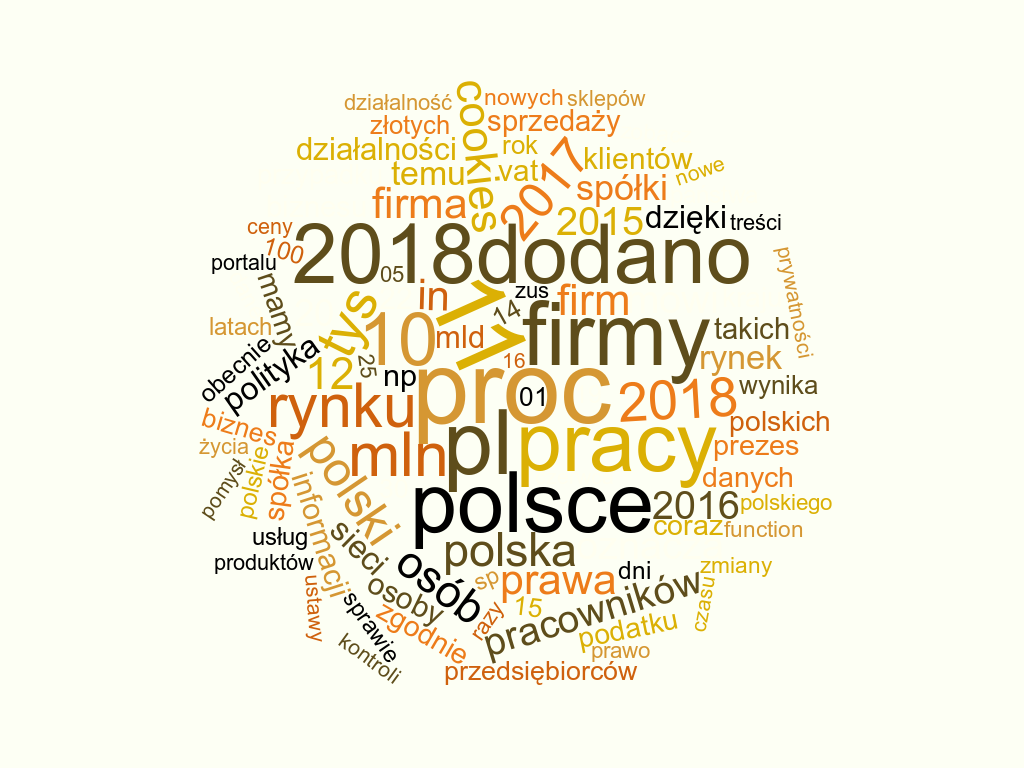 działalność
cookies
nowych
sklepów
złotych
sprzedaży
działalności
rok
2017
klientów
temu
vat
nowe
firma
spółki
2015
dzięki
treści
ceny
2018
dodano
100
portalu
05
mamy
in
11
zus
firm
prywatności
tys
14
latach
10
mld
firmy
takich
obecnie
polityka
25
16
rynek
12
np
proc
01
2018
wynika
rynku
biznes
polskich
życia
mln
pl
pracy
prezes
pomysł
polskie
spółka
polski
danych
informacji
polsce
2016
polskiego
sieci
coraz
function
usług
polska
produktów
osób
dni
zmiany
ustawy
sprawie
osoby
sp
prawa
pracowników
czasu
zgodnie
razy
15
podatku
kontroli
prawo
przedsiębiorców